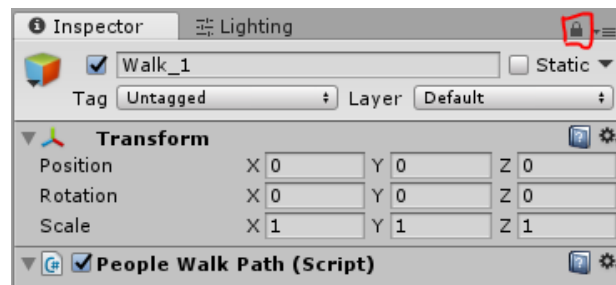 Inspector Lighting
Walk_1 Static
Tag Untagged Layer Default
Transform
Position X 0 Y 0 Z 0
Rotation X 0 Y 0 Z 0
Scale X 1 Y 1 Z 1
People Walk Path (Script)